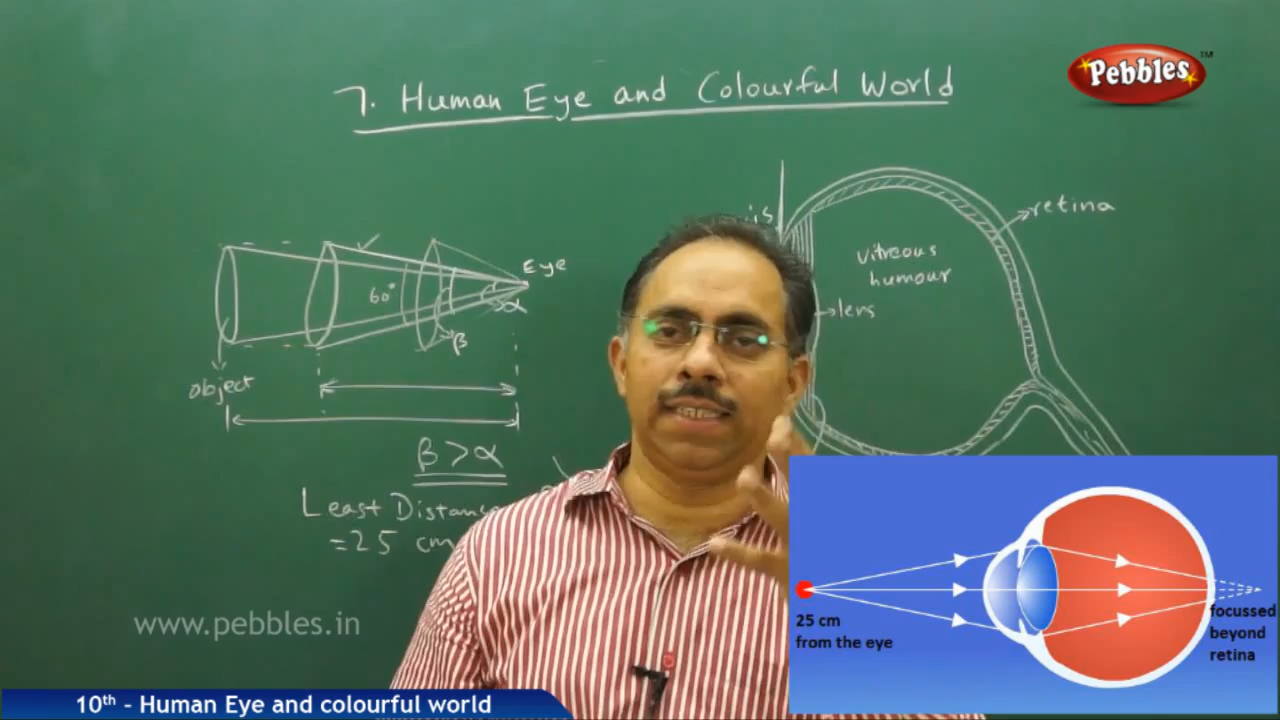 Pebbles™
7. Human Eye and Colourful World
retina
vitreous
humour
lens
Eye
60°
α
β
object
β > α
Least Distance
= 25 cm
www.pebbles.in
25 cm
from the eye
focussed
beyond
retina
10th - Human Eye and colourful world